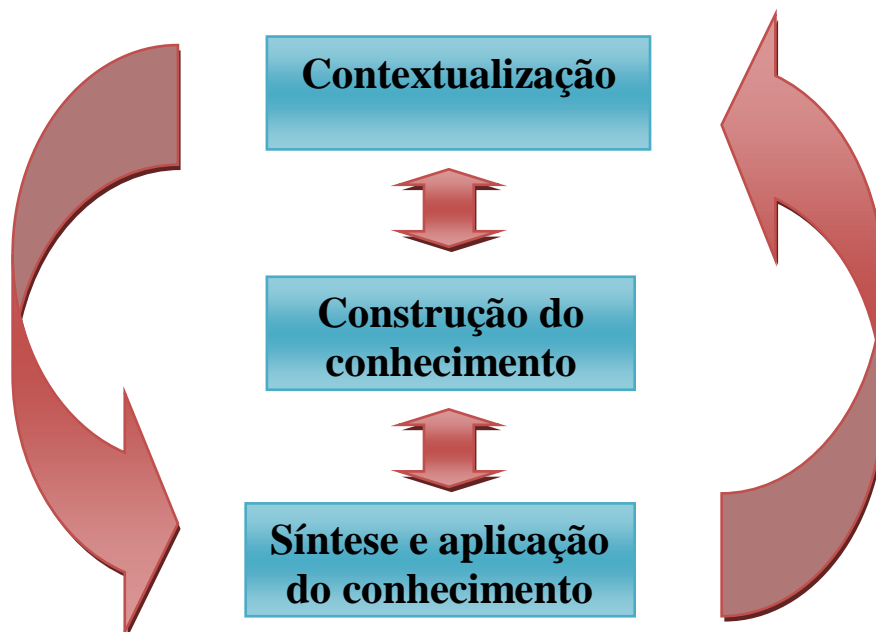 Contextualização
Construção do
conhecimento
Síntese e aplicação
do conhecimento